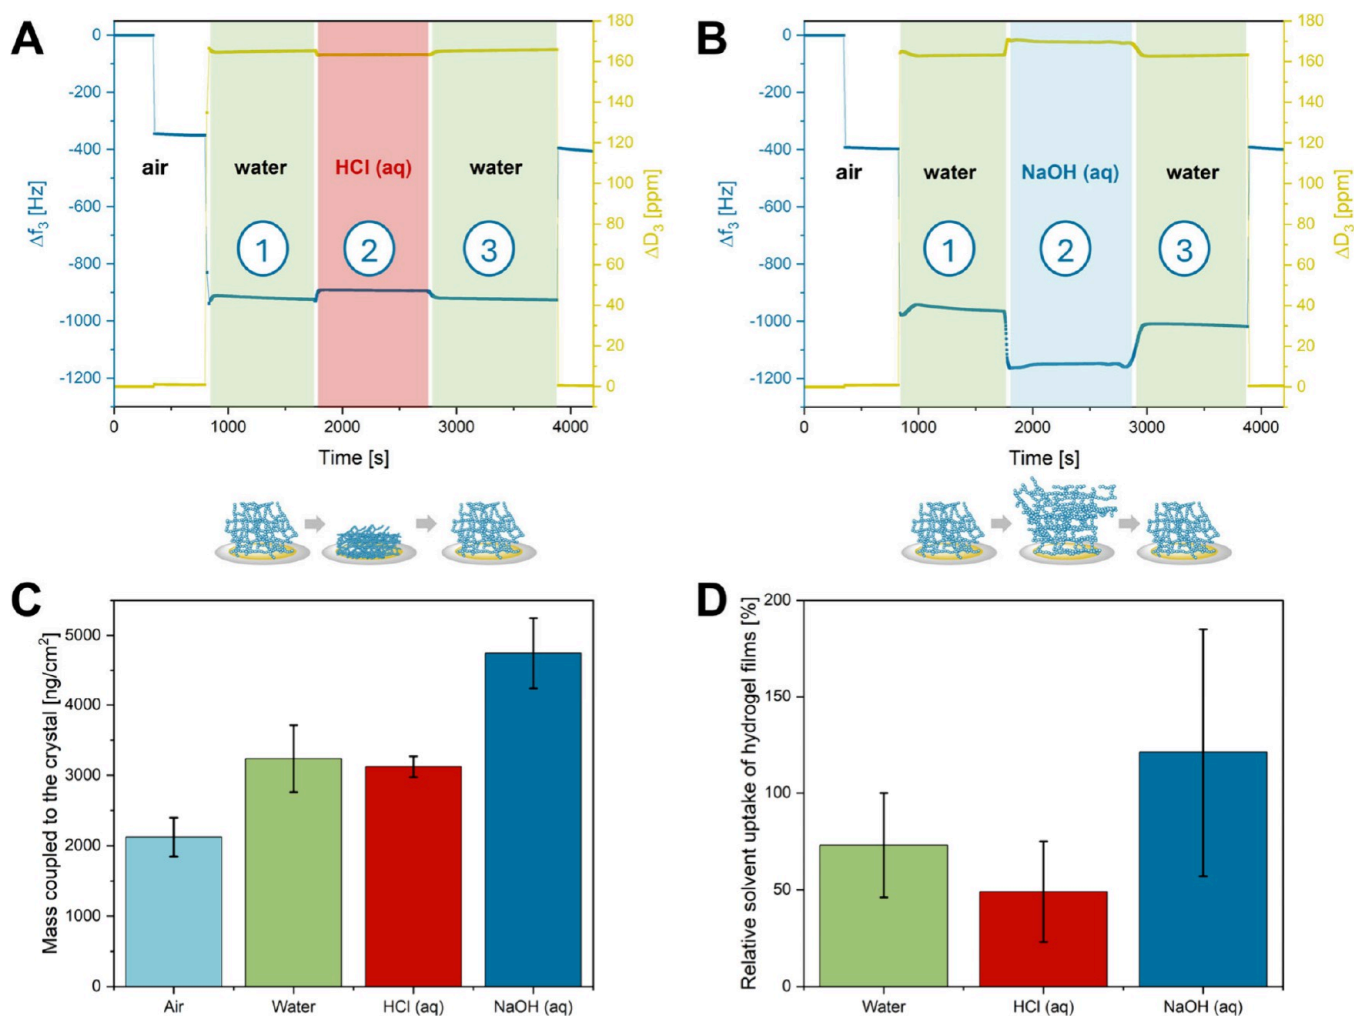 A
0
-200
-400
-600
-800
-1000
-1200
Δf3 [Hz]
air
water
HCl (aq)
water
1
2
3
180
160
140
120
100
80
60
40
20
0
ΔD3 [ppm]
0
1000
2000
3000
4000
Time [s]
B
0
-200
-400
-600
-800
-1000
-1200
Δf3 [Hz]
air
water
NaOH (aq)
water
1
2
3
180
160
140
120
100
80
60
40
20
0
ΔD3 [ppm]
0
1000
2000
3000
4000
Time [s]
C
Mass coupled to the crystal [ng/cm²]
5000
4000
3000
2000
1000
0
Air
Water
HCl (aq)
NaOH (aq)
D
Relative solvent uptake of hydrogel films [%]
200
150
100
50
0
Water
HCl (aq)
NaOH (aq)